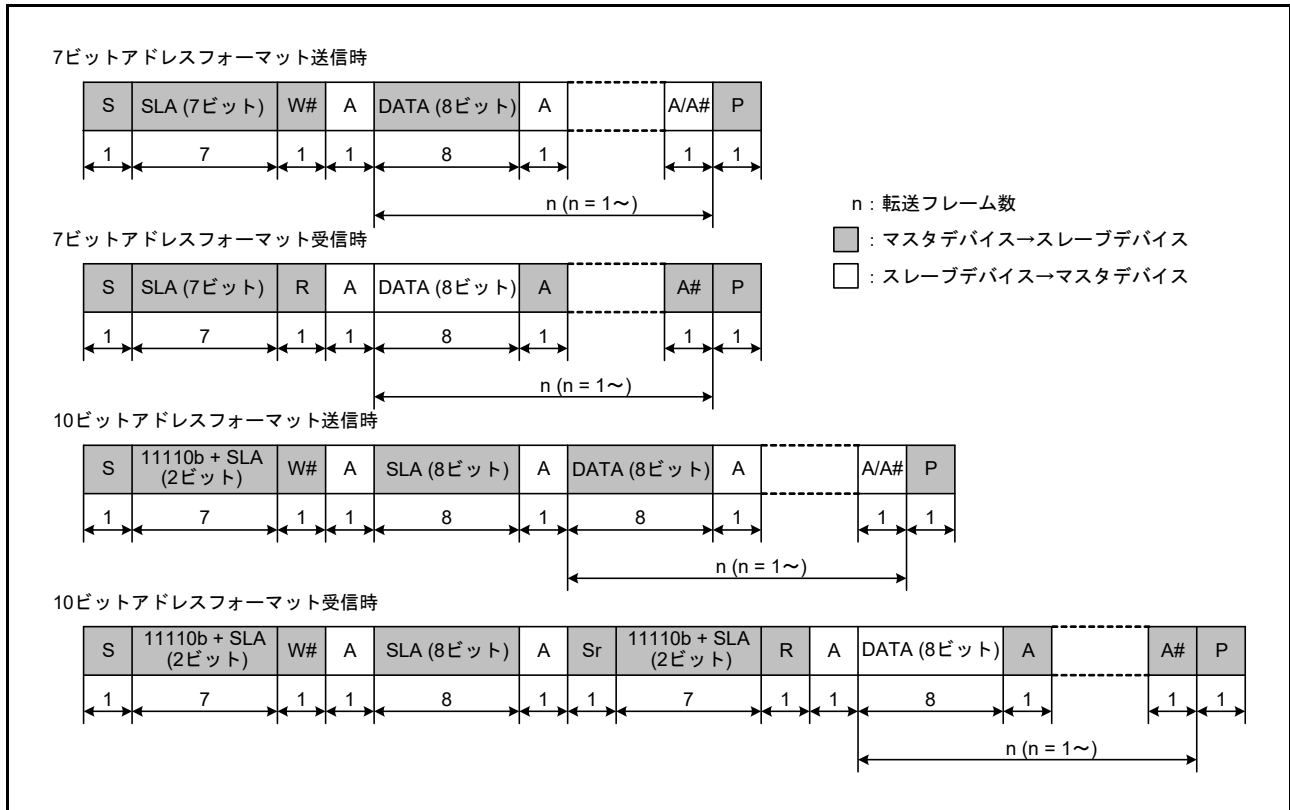 7ビットアドレスフォーマット送信時
S SLA (7ビット) W# A DATA (8ビット) A A/A# P
1 7 1 1 8 1 1 1
n (n = 1～)
n：転送フレーム数
：マスタデバイス→スレーブデバイス
：スレーブデバイス→マスタデバイス
7ビットアドレスフォーマット受信時
S SLA (7ビット) R A DATA (8ビット) A A# P
1 7 1 1 8 1 1 1
n (n = 1～)
10ビットアドレスフォーマット送信時
S 11110b + SLA (2ビット) W# A SLA (8ビット) A DATA (8ビット) A A/A# P
1 7 1 1 8 1 8 1 1 1
n (n = 1～)
10ビットアドレスフォーマット受信時
S 11110b + SLA (2ビット) W# A SLA (8ビット) A Sr 11110b + SLA (2ビット) R A DATA (8ビット) A A# P
1 7 1 1 8 1 1 7 1 1 8 1 1 1
n (n = 1～)